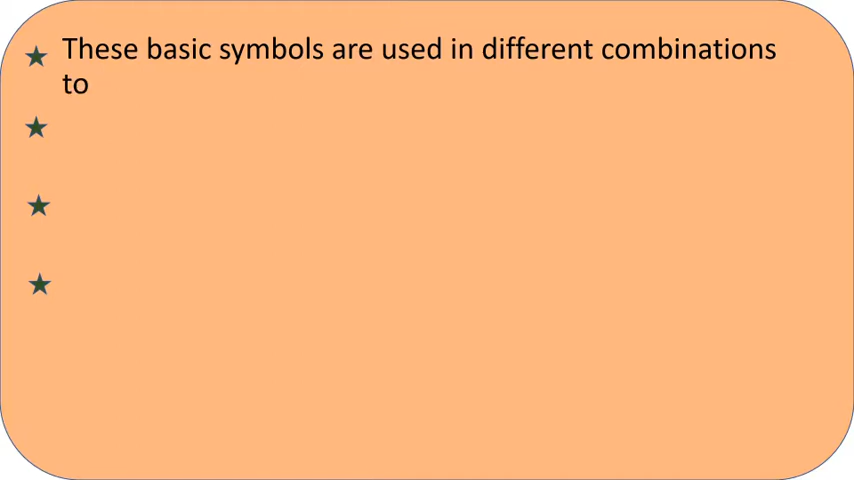 These basic symbols are used in different combinations
to